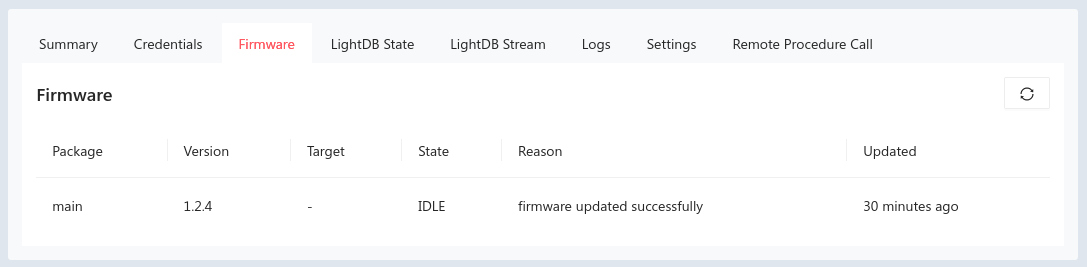 Summary Credentials Firmware LightDB State LightDB Stream Logs Settings Remote Procedure Call
Firmware
Package Version Target State Reason Updated
main 1.2.4 - IDLE firmware updated successfully 30 minutes ago